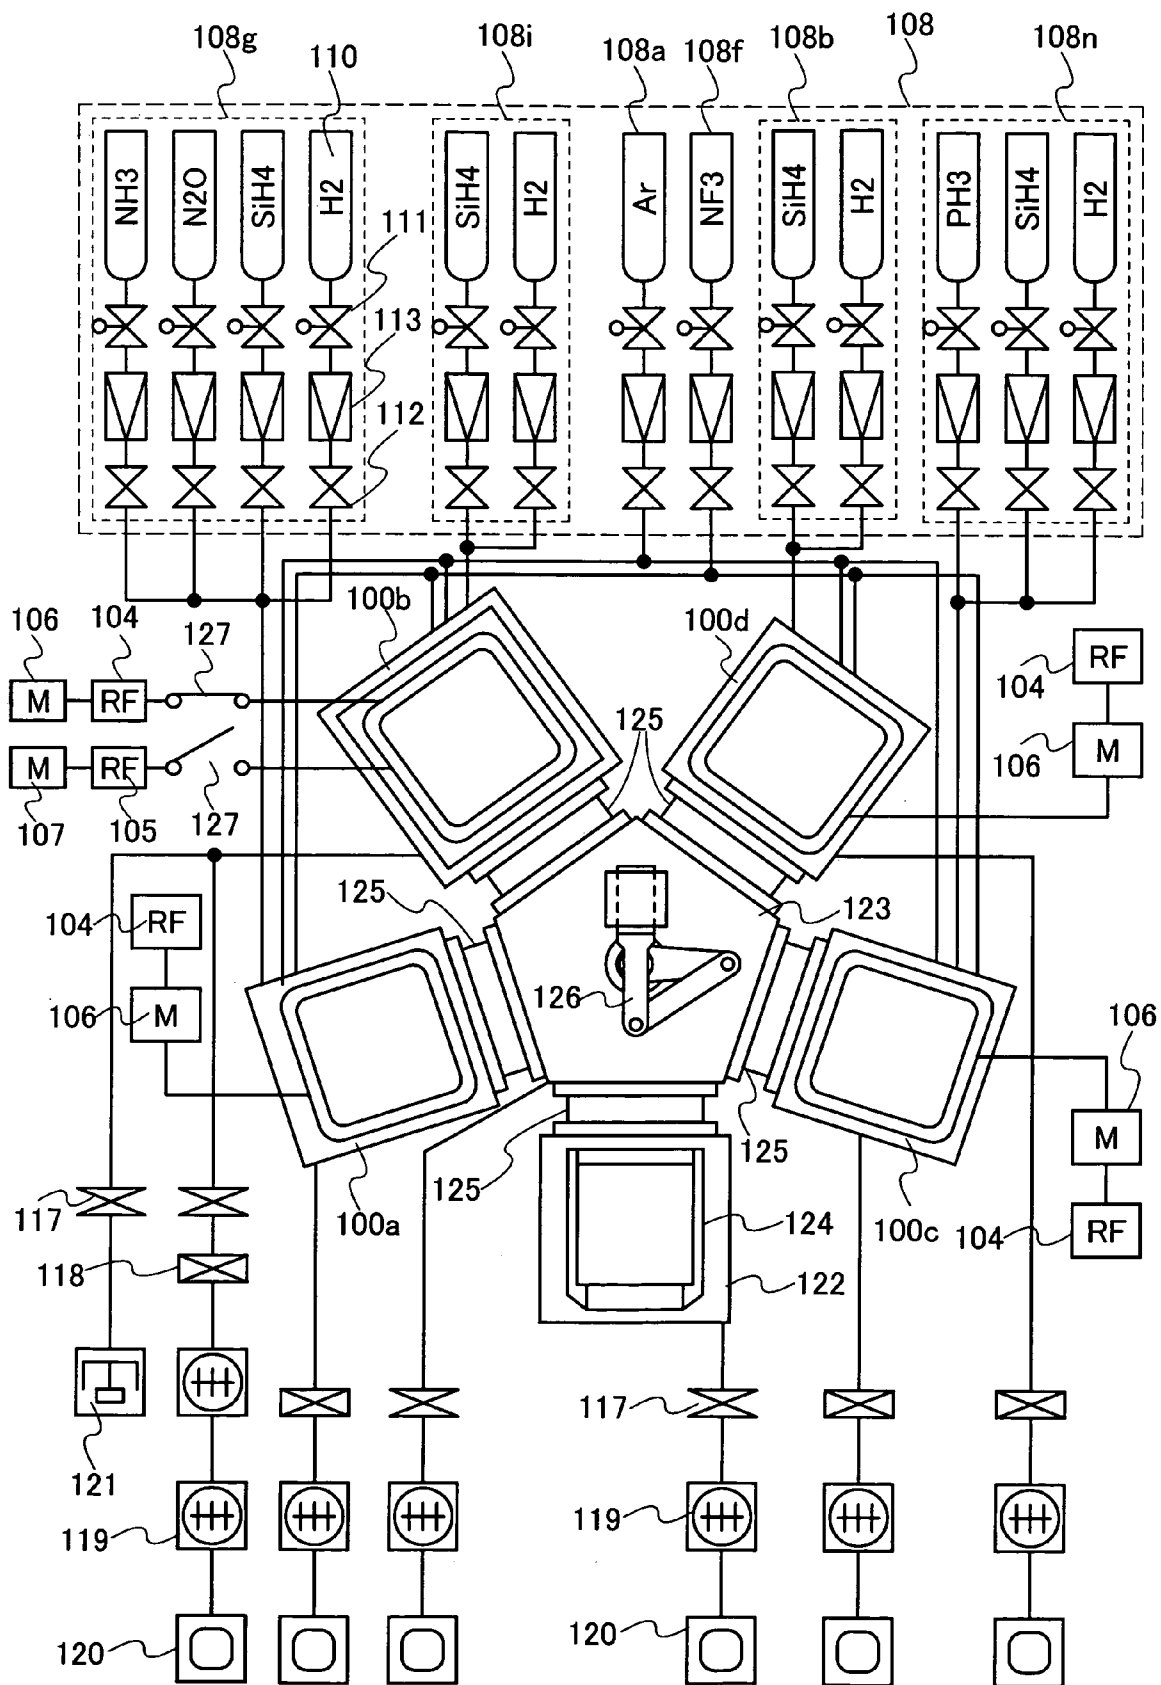 108g 108i 108a 108f 108b 108 108n
110
NH3 N2O SiH4 H2 SiH4 H2 Ar NF3 SiH4 H2 PH3 SiH4 H2
111
113
112
100b
106 104 127 100d
M RF 104 RF
125
M RF 106 M
107 105 127
125 123
104 RF
126
106 M 106
M
125 125
117 100a 124 100c 104 RF
118 122
117
121
119 119
120 120